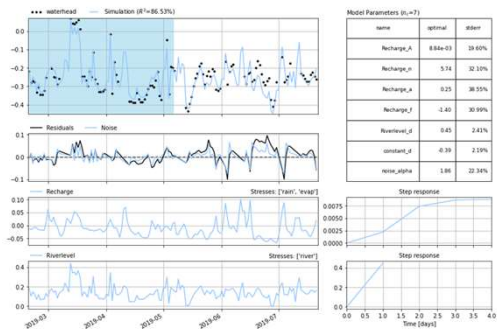 waterhead Simulation (R²=86.53%)
0.0
−0.1
−0.2
−0.3
−0.4
Residuals Noise
0.1
0.0
−0.1
Recharge Stresses: ['rain', 'evap']
0.10
0.05
0.00
−0.05
Riverlevel Stresses: ['river']
0.4
0.2
0.0
2019-03 2019-04 2019-05 2019-06 2019-07
Model Parameters (nᵥ=7)
name optimal stderr
Recharge_A 8.84e-03 19.60%
Recharge_n 5.74 32.10%
Recharge_a 0.25 38.55%
Recharge_f -1.40 30.99%
Riverlevel_d 0.45 2.41%
constant_d -0.39 2.19%
noise_alpha 1.86 22.34%
Step response
0.0075
0.0050
0.0025
0.0000
Step response
0.4
0.2
0.0
0.0 0.5 1.0 1.5 2.0 2.5 3.0 3.5 4.0
Time [days]